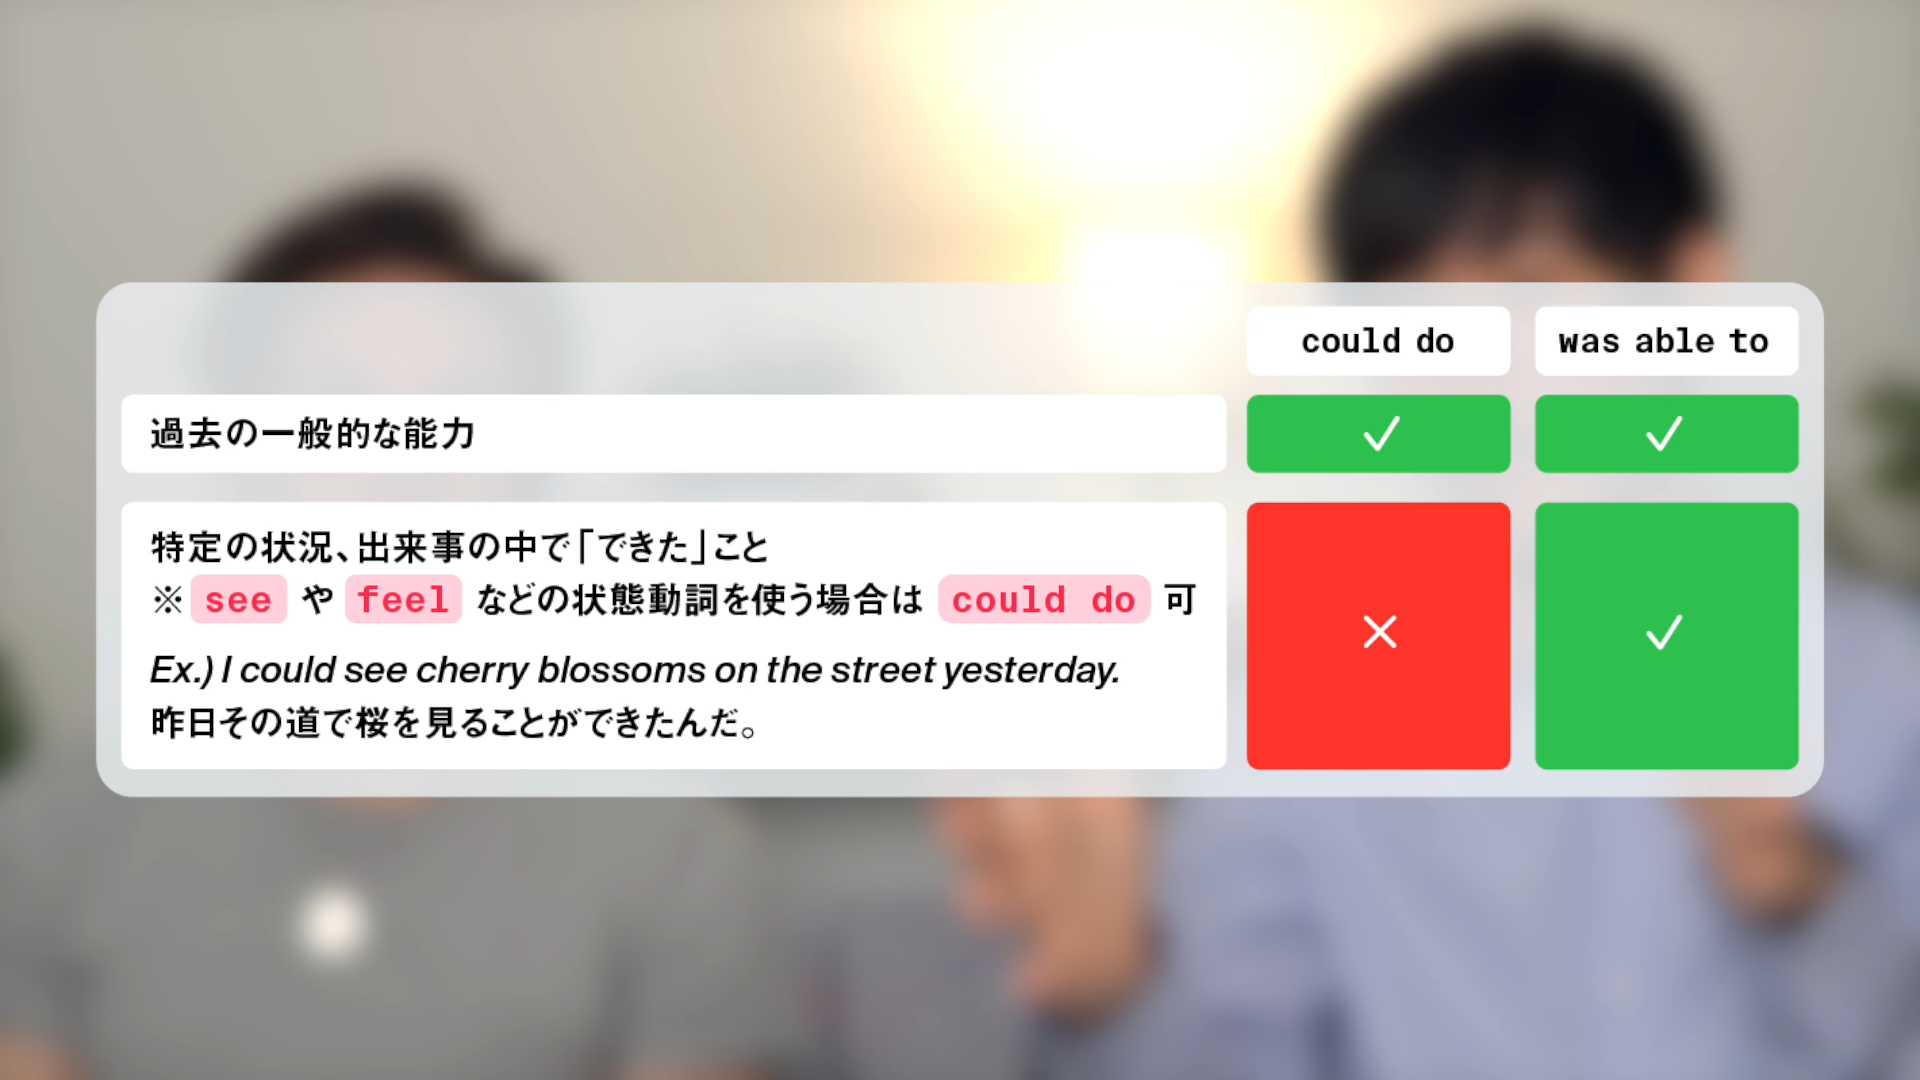 could do
was able to
過去の一般的な能力
特定の状況、出来事の中で「できた」こと
※ see や feel などの状態動詞を使う場合は could do 可
Ex.) I could see cherry blossoms on the street yesterday.
昨日その道で桜を見ることができたんだ。